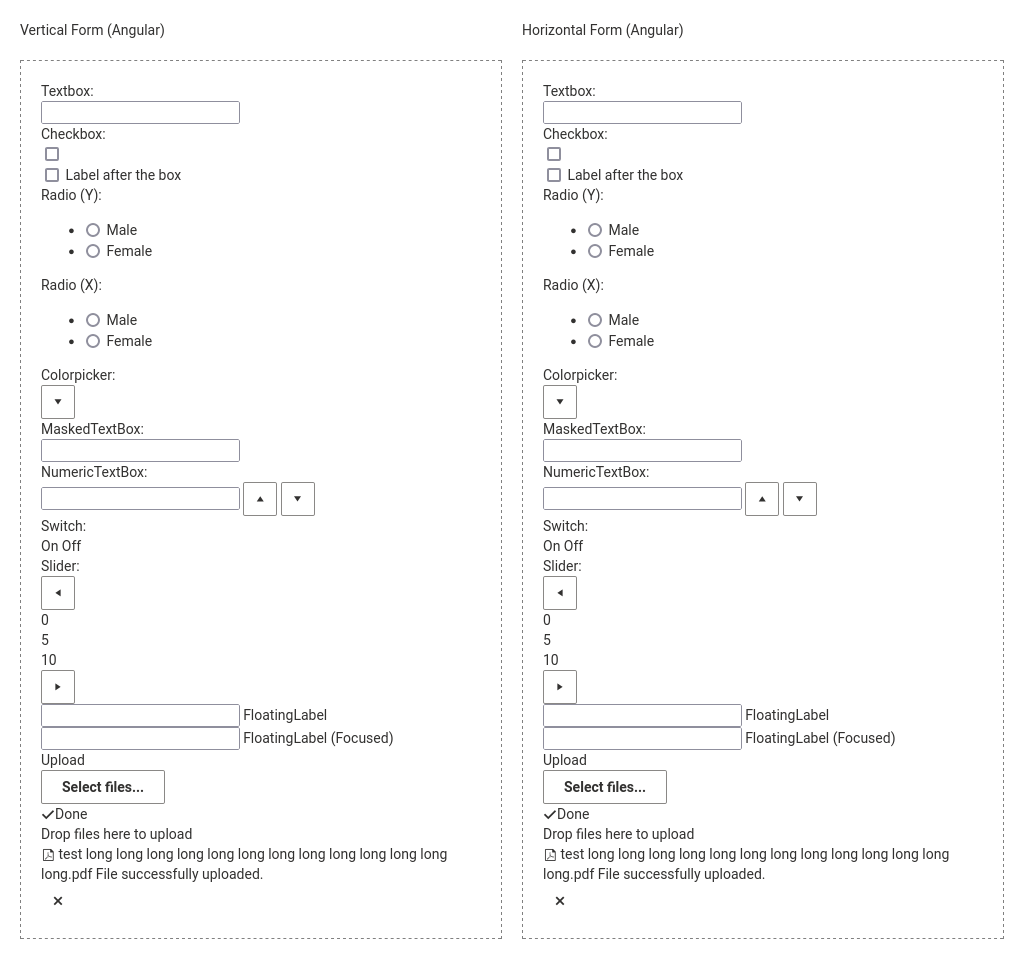 Vertical Form (Angular)
Textbox:
Checkbox:
Label after the box
Radio (Y):
Male
Female
Radio (X):
Male
Female
Colorpicker:
MaskedTextBox:
NumericTextBox:
Switch:
On Off
Slider:
0
5
10
FloatingLabel
FloatingLabel (Focused)
Upload
Select files...
Done
Drop files here to upload
test long long long long long long long long long long long long
long.pdf File successfully uploaded.
Horizontal Form (Angular)
Textbox:
Checkbox:
Label after the box
Radio (Y):
Male
Female
Radio (X):
Male
Female
Colorpicker:
MaskedTextBox:
NumericTextBox:
Switch:
On Off
Slider:
0
5
10
FloatingLabel
FloatingLabel (Focused)
Upload
Select files...
Done
Drop files here to upload
test long long long long long long long long long long long long
long.pdf File successfully uploaded.